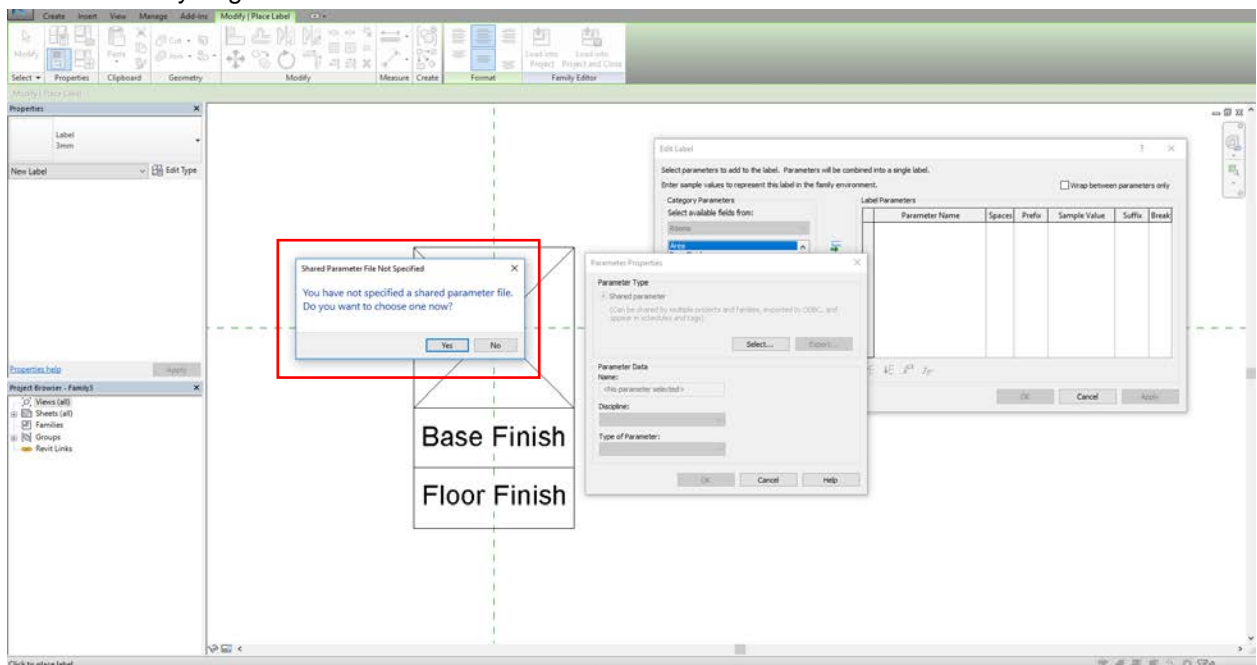 Create Insert View Manage Add-Ins Modify | Place Label
Modify
Cut
Join
Load into Project
Load into Project and Close
Select Properties Clipboard Geometry Modify Measure Create Format Family Editor
Modify | Place Label
Properties
Label
3mm
New Label
Edit Type
Properties help
Apply
Project Browser - Family3
Views (all)
Sheets (all)
Families
Groups
Revit Links
Shared Parameter File Not Specified
You have not specified a shared parameter file.
Do you want to choose one now?
Yes No
Base Finish
Floor Finish
Edit Label
Select parameters to add to the label. Parameters will be combined into a single label.
Enter sample values to represent this label in the family environment.
Wrap between parameters only
Category Parameters
Label Parameters
Select available fields from:
Rooms
Area
Parameter Name Spaces Prefix Sample Value Suffix Break
OK Cancel Apply
Parameter Properties
Parameter Type
Shared parameter
(Can be shared by multiple projects and families, exported to ODBC, and
appear in schedules and tags)
Select... Export...
Parameter Data
Name:
<No parameter selected>
Discipline:
Type of Parameter:
OK Cancel Help
Click to place label